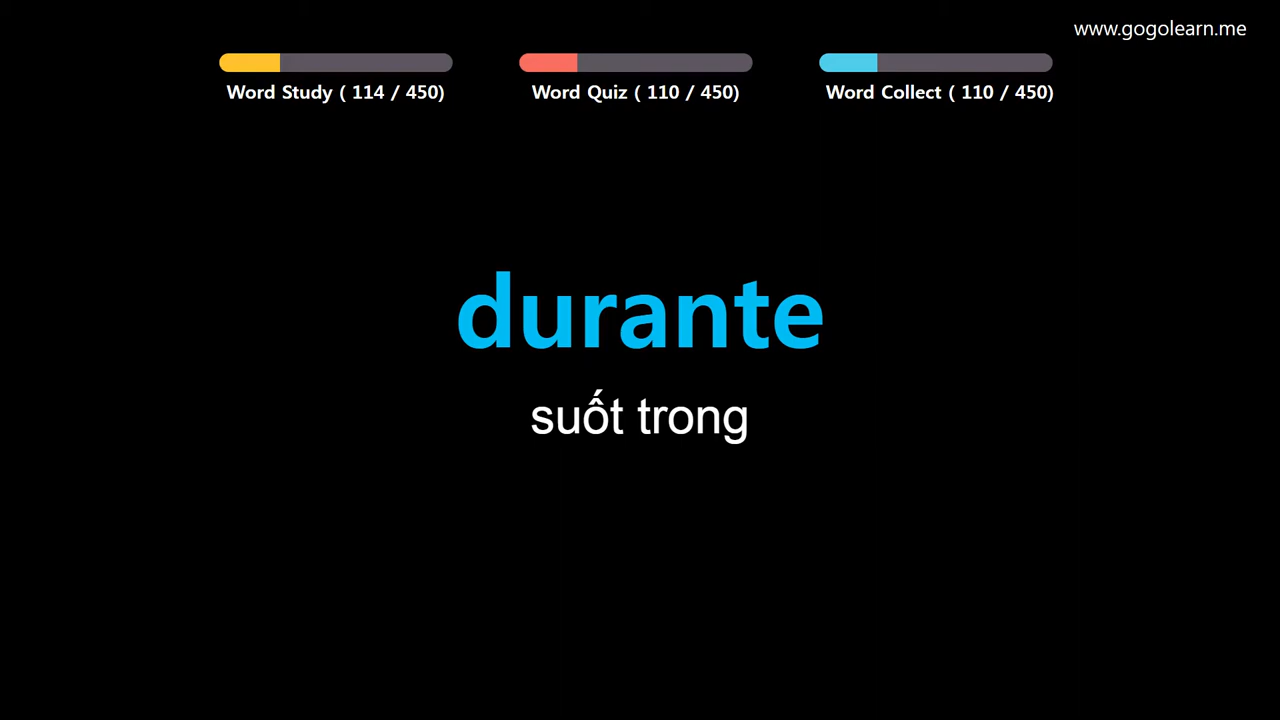 www.gogolearn.me
Word Study ( 114 / 450)
Word Quiz ( 110 / 450)
Word Collect ( 110 / 450)
durante
suốt trong